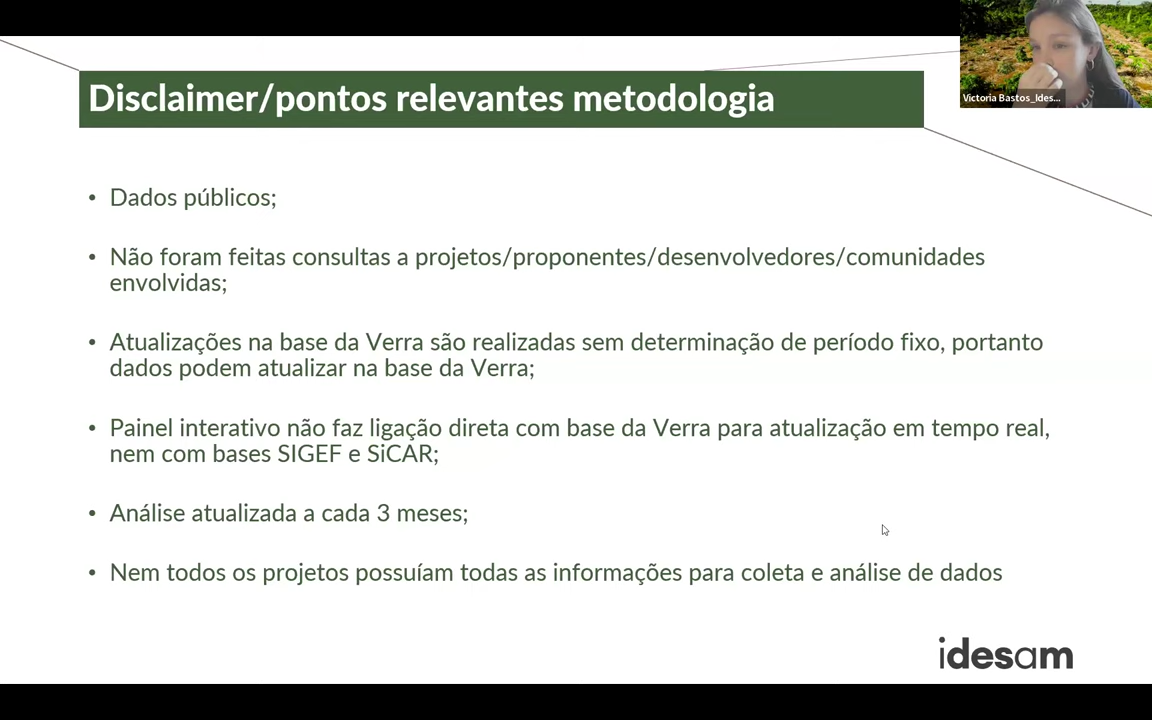 Disclaimer/pontos relevantes metodologia
Victoria Bastos_Ides...
• Dados públicos;
• Não foram feitas consultas a projetos/proponentes/desenvolvedores/comunidades
envolvidas;
• Atualizações na base da Verra são realizadas sem determinação de período fixo, portanto
dados podem atualizar na base da Verra;
• Painel interativo não faz ligação direta com base da Verra para atualização em tempo real,
nem com bases SIGEF e SiCAR;
• Análise atualizada a cada 3 meses;
• Nem todos os projetos possuíam todas as informações para coleta e análise de dados
idesam